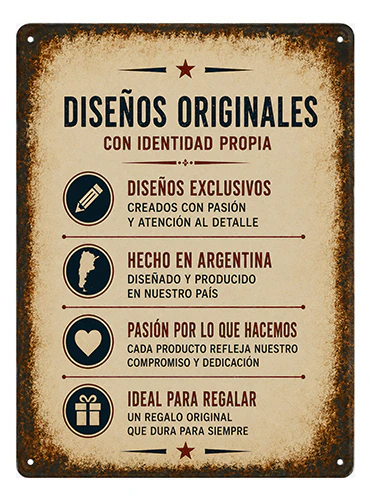 DISEÑOS ORIGINALES
CON IDENTIDAD PROPIA
DISEÑOS EXCLUSIVOS
CREADOS CON PASIÓN
Y ATENCIÓN AL DETALLE
HECHO EN ARGENTINA
DISEÑADO Y PRODUCIDO
EN NUESTRO PAÍS
PASIÓN POR LO QUE HACEMOS
CADA PRODUCTO REFLEJA NUESTRO
COMPROMISO Y DEDICACIÓN
IDEAL PARA REGALAR
UN REGALO ORIGINAL
QUE DURA PARA SIEMPRE